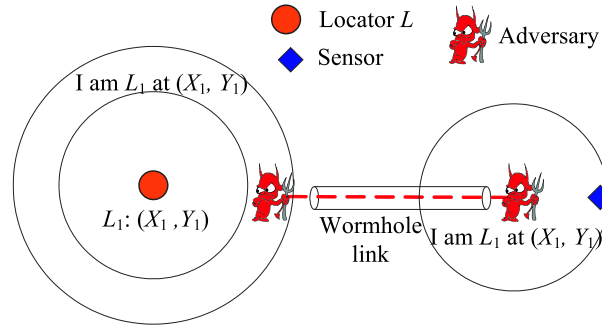 Locator L
Sensor
Adversary
I am L₁ at (X₁, Y₁)
L₁: (X₁ ,Y₁)
Wormhole
link
I am L₁ at (X₁, Y₁)